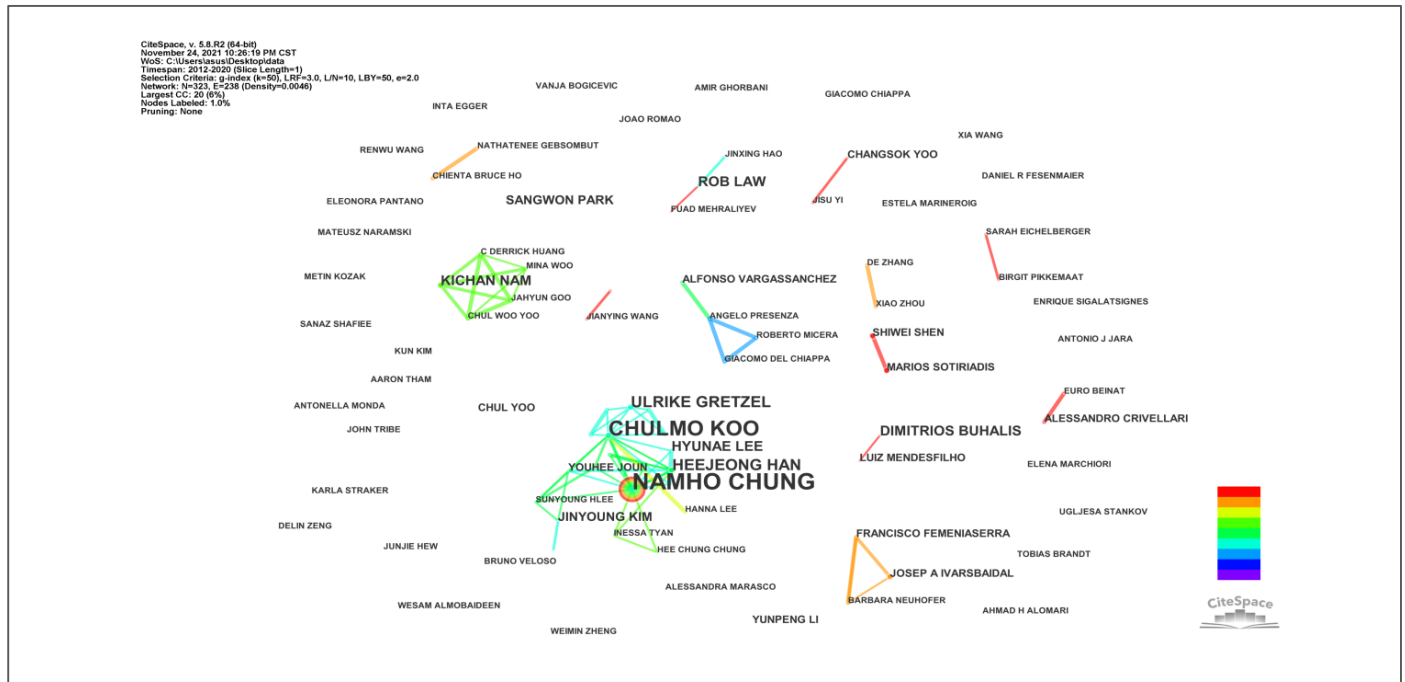 CiteSpace, v. 5.8.R2 (64-bit)
November 24, 2021 10:26:19 PM CST
WoS: C:\Users\asus\Desktop\data
Timespan: 2012-2020 (Slice Length=1)
Selection Criteria: g-index (k=50), LRF=3.0, L/N=10, LBY=50, e=2.0
Network: N=323, E=238 (Density=0.0046)
Largest CC: 20 (6%)
Nodes Labeled: 1.0%
Pruning: None
VANJA BOGICEVIC
AMIR GHORBANI
GIACOMO CHIAPPA
INTA EGGER
JOAO ROMAO
XIA WANG
RENWU WANG
NATHATENEE GEBSOMBUT
JINXING HAO
CHANGSOK YOO
CHIENTA BRUCE HO
ROB LAW
DANIEL R FESENMAIER
ELEONORA PANTANO
SANGWON PARK
FUAD MEHRALIYEV
JISU YI
ESTELA MARINEROIG
MATEUSZ NARAMSKI
SARAH EICHELBERGER
C DERRICK HUANG
MINA WOO
DE ZHANG
METIN KOZAK
KICHAN NAM
ALFONSO VARGASSANCHEZ
BIRGIT PIKKEMAAT
JAHYUN GOO
XIAO ZHOU
ENRIQUE SIGALATSIGNES
SANAZ SHAFIEE
CHUL WOO YOO
JIANYING WANG
ANGELO PRESENZA
ROBERTO MICERA
SHIWEI SHEN
ANTONIO J JARA
KUN KIM
GIACOMO DEL CHIAPPA
MARIOS SOTIRIADIS
AARON THAM
EURO BEINAT
ANTONELLA MONDA
CHUL YOO
ULRIKE GRETZEL
ALESSANDRO CRIVELLARI
JOHN TRIBE
CHULMO KOO
DIMITRIOS BUHALIS
HYUNAE LEE
LUIZ MENDESFILHO
YOUHEE JOUN
HEEJEONG HAN
ELENA MARCHIORI
NAMHO CHUNG
KARLA STRAKER
SUNYOUNG HLEE
HANNA LEE
UGLJESA STANKOV
DELIN ZENG
JINYOUNG KIM
INESSA TYAN
FRANCISCO FEMENIASERRA
JUNJIE HEW
HEE CHUNG CHUNG
TOBIAS BRANDT
BRUNO VELOSO
JOSEP A IVARSBAIDAL
ALESSANDRA MARASCO
BARBARA NEUHOFER
WESAM ALMOBAIDEEN
AHMAD H ALOMARI
YUNPENG LI
WEIMIN ZHENG
CiteSpace